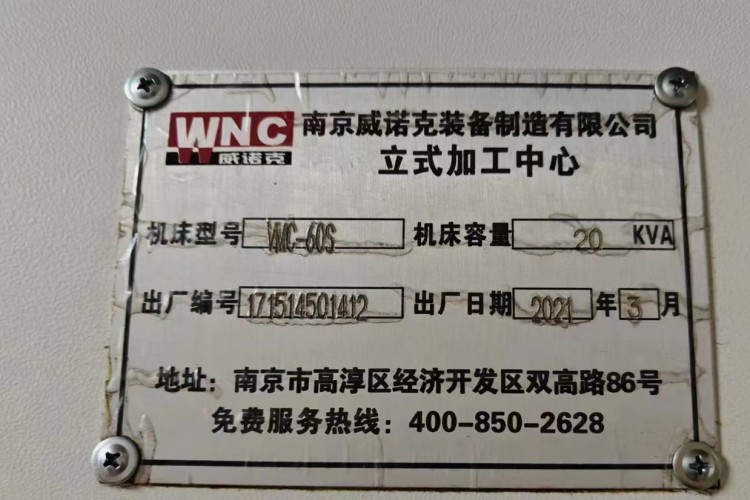 WNC 威诺克
南京威诺克装备制造有限公司
立式加工中心
机床型号 VMC-60S 机床容量 20 KVA
出厂编号 171514501412 出厂日期 2021 年 3 月
地址：南京市高淳区经济开发区双高路86号
免费服务热线：400-850-2628